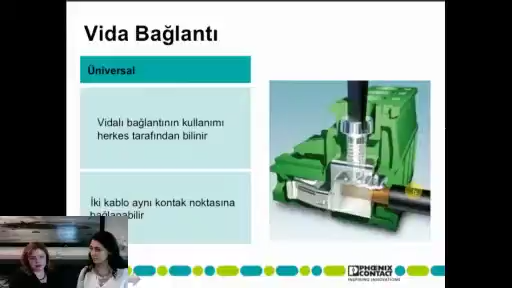 Vida Bağlantı
Üniversal
Vidalı bağlantının kullanımı
herkes tarafından bilinir
İki kablo aynı kontak noktasına
bağlanabilir
PHŒNIX
CONTACT
INSPIRING INNOVATIONS